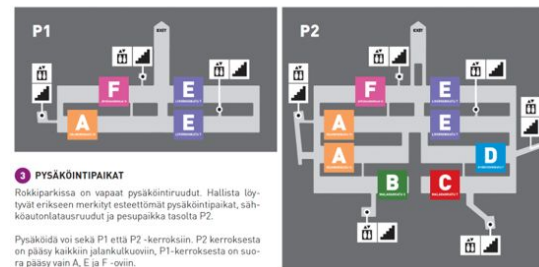 P1
EXIT
F
E
A
E
3 PYSÄKÖINTIPAIKAT
Rokkiparkissa on vapaat pysäköintiruudut. Hallista löy-
tyvät erikseen merkityt esteettömät pysäköintipaikat, säh-
köautonlatausruudut ja pesupaikka tasolta P2.
Pysäköidä voi sekä P1 että P2 -kerroksiin. P2 kerroksesta
on pääsy kaikkiin jalankulkuoviin, P1-kerroksesta on suo-
ra pääsy vain A, E ja F -oviin.
P2
EXIT
F
E
A
E
A
D
B
C